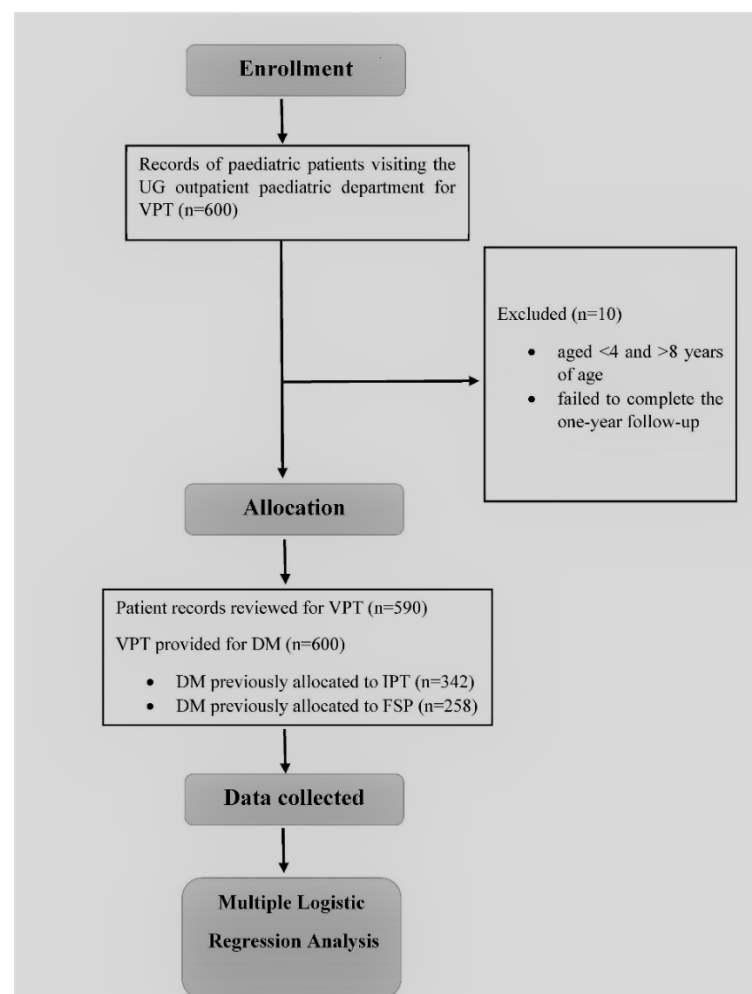 Enrollment
Records of paediatric patients visiting the
UG outpatient paediatric department for
VPT (n=600)
Excluded (n=10)
• aged <4 and >8 years
of age
• failed to complete the
one-year follow-up
Allocation
Patient records reviewed for VPT (n=590)
VPT provided for DM (n=600)
• DM previously allocated to IPT (n=342)
• DM previously allocated to FSP (n=258)
Data collected
Multiple Logistic
Regression Analysis